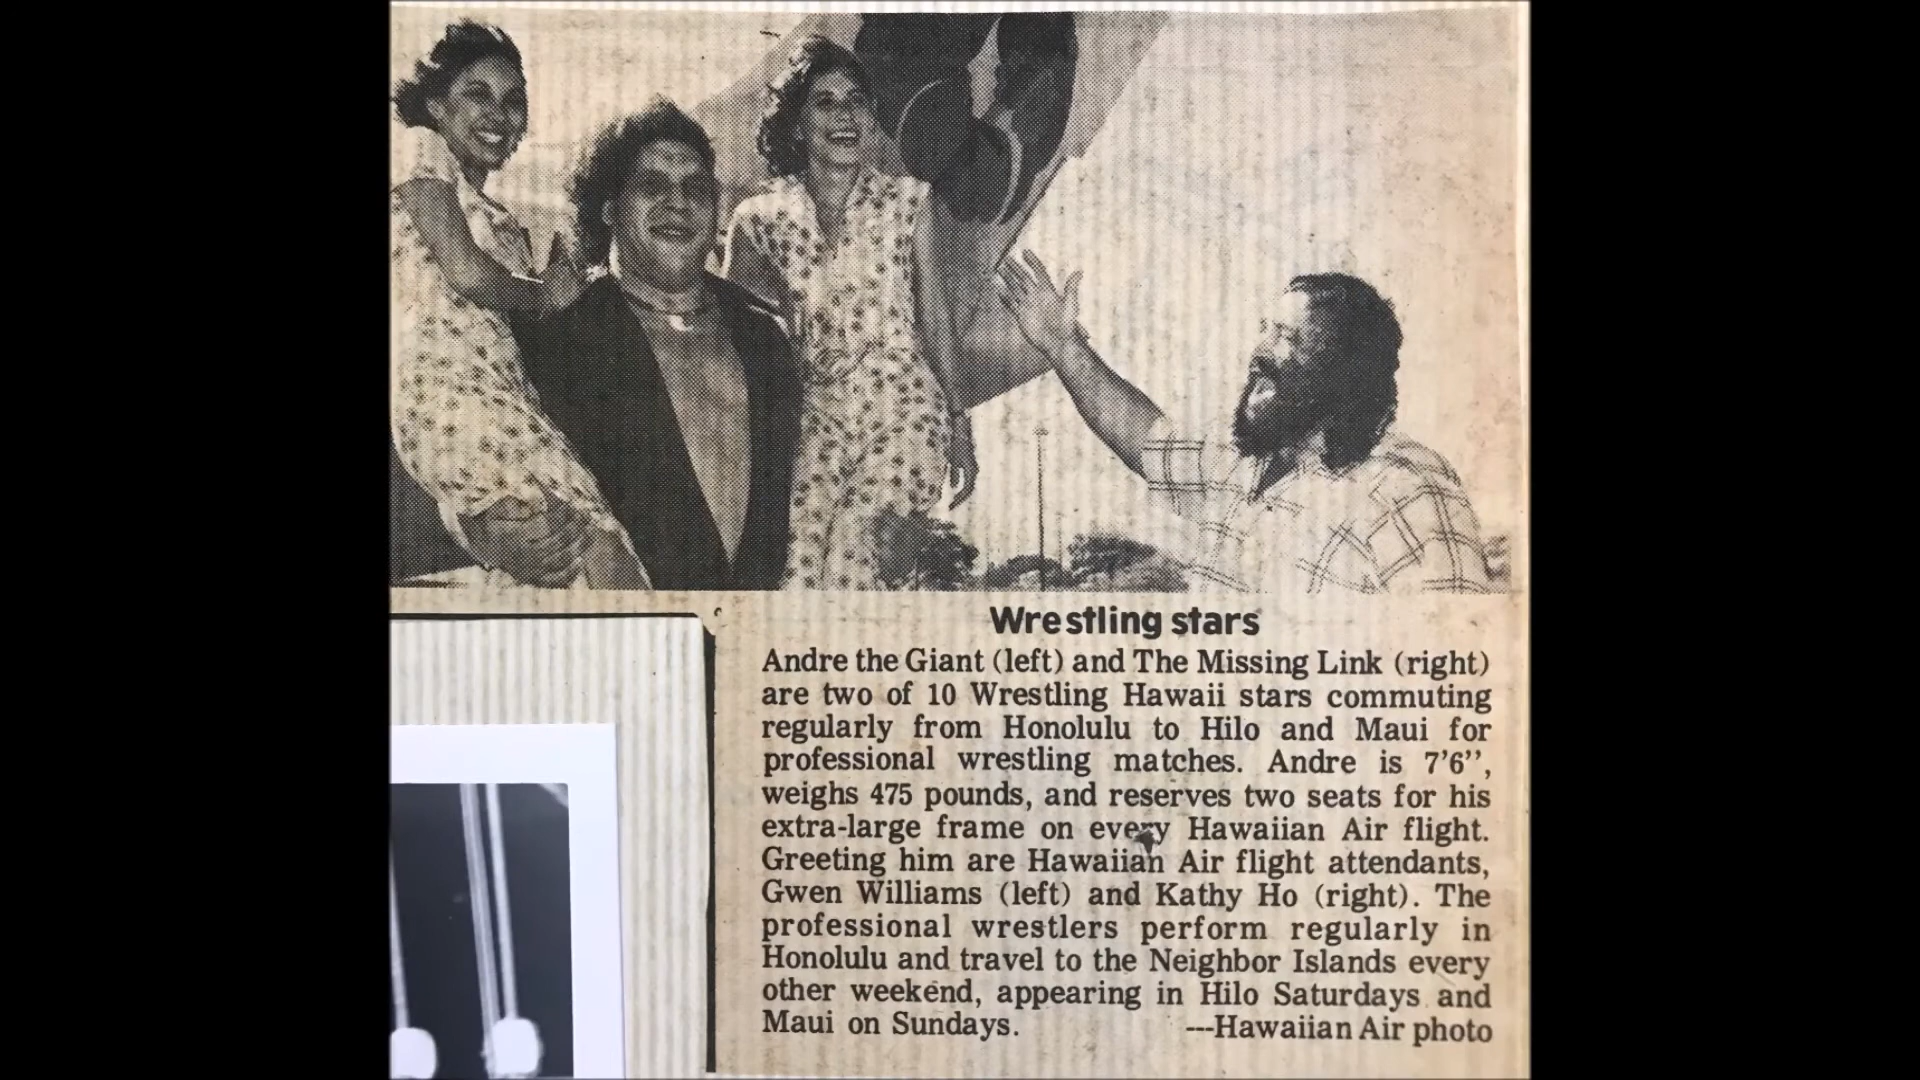 Wrestling stars
Andre the Giant (left) and The Missing Link (right)
are two of 10 Wrestling Hawaii stars commuting
regularly from Honolulu to Hilo and Maui for
professional wrestling matches. Andre is 7'6'',
weighs 475 pounds, and reserves two seats for his
extra-large frame on every Hawaiian Air flight.
Greeting him are Hawaiian Air flight attendants,
Gwen Williams (left) and Kathy Ho (right). The
professional wrestlers perform regularly in
Honolulu and travel to the Neighbor Islands every
other weekend, appearing in Hilo Saturdays and
Maui on Sundays. ---Hawaiian Air photo